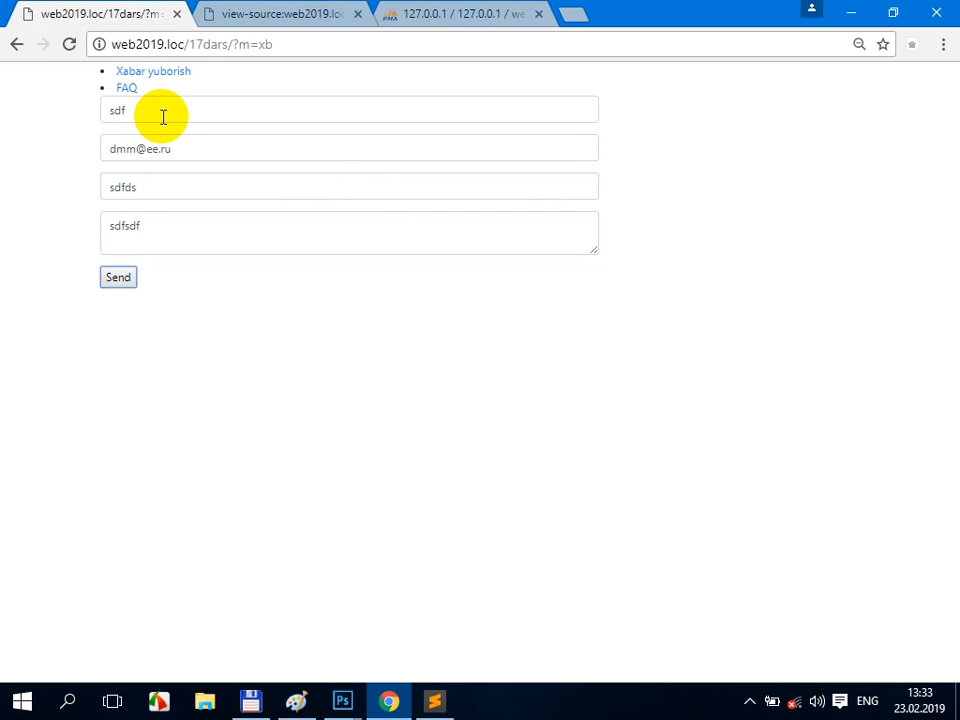 web2019.loc/17dars/?m=
view-source:web2019.loc
127.0.0.1 / 127.0.0.1 / we
web2019.loc/17dars/?m=xb
Xabar yuborish
FAQ
sdf
dmm@ee.ru
sdfds
sdfsdf
Send
Ps
ENG
13:33
23.02.2019